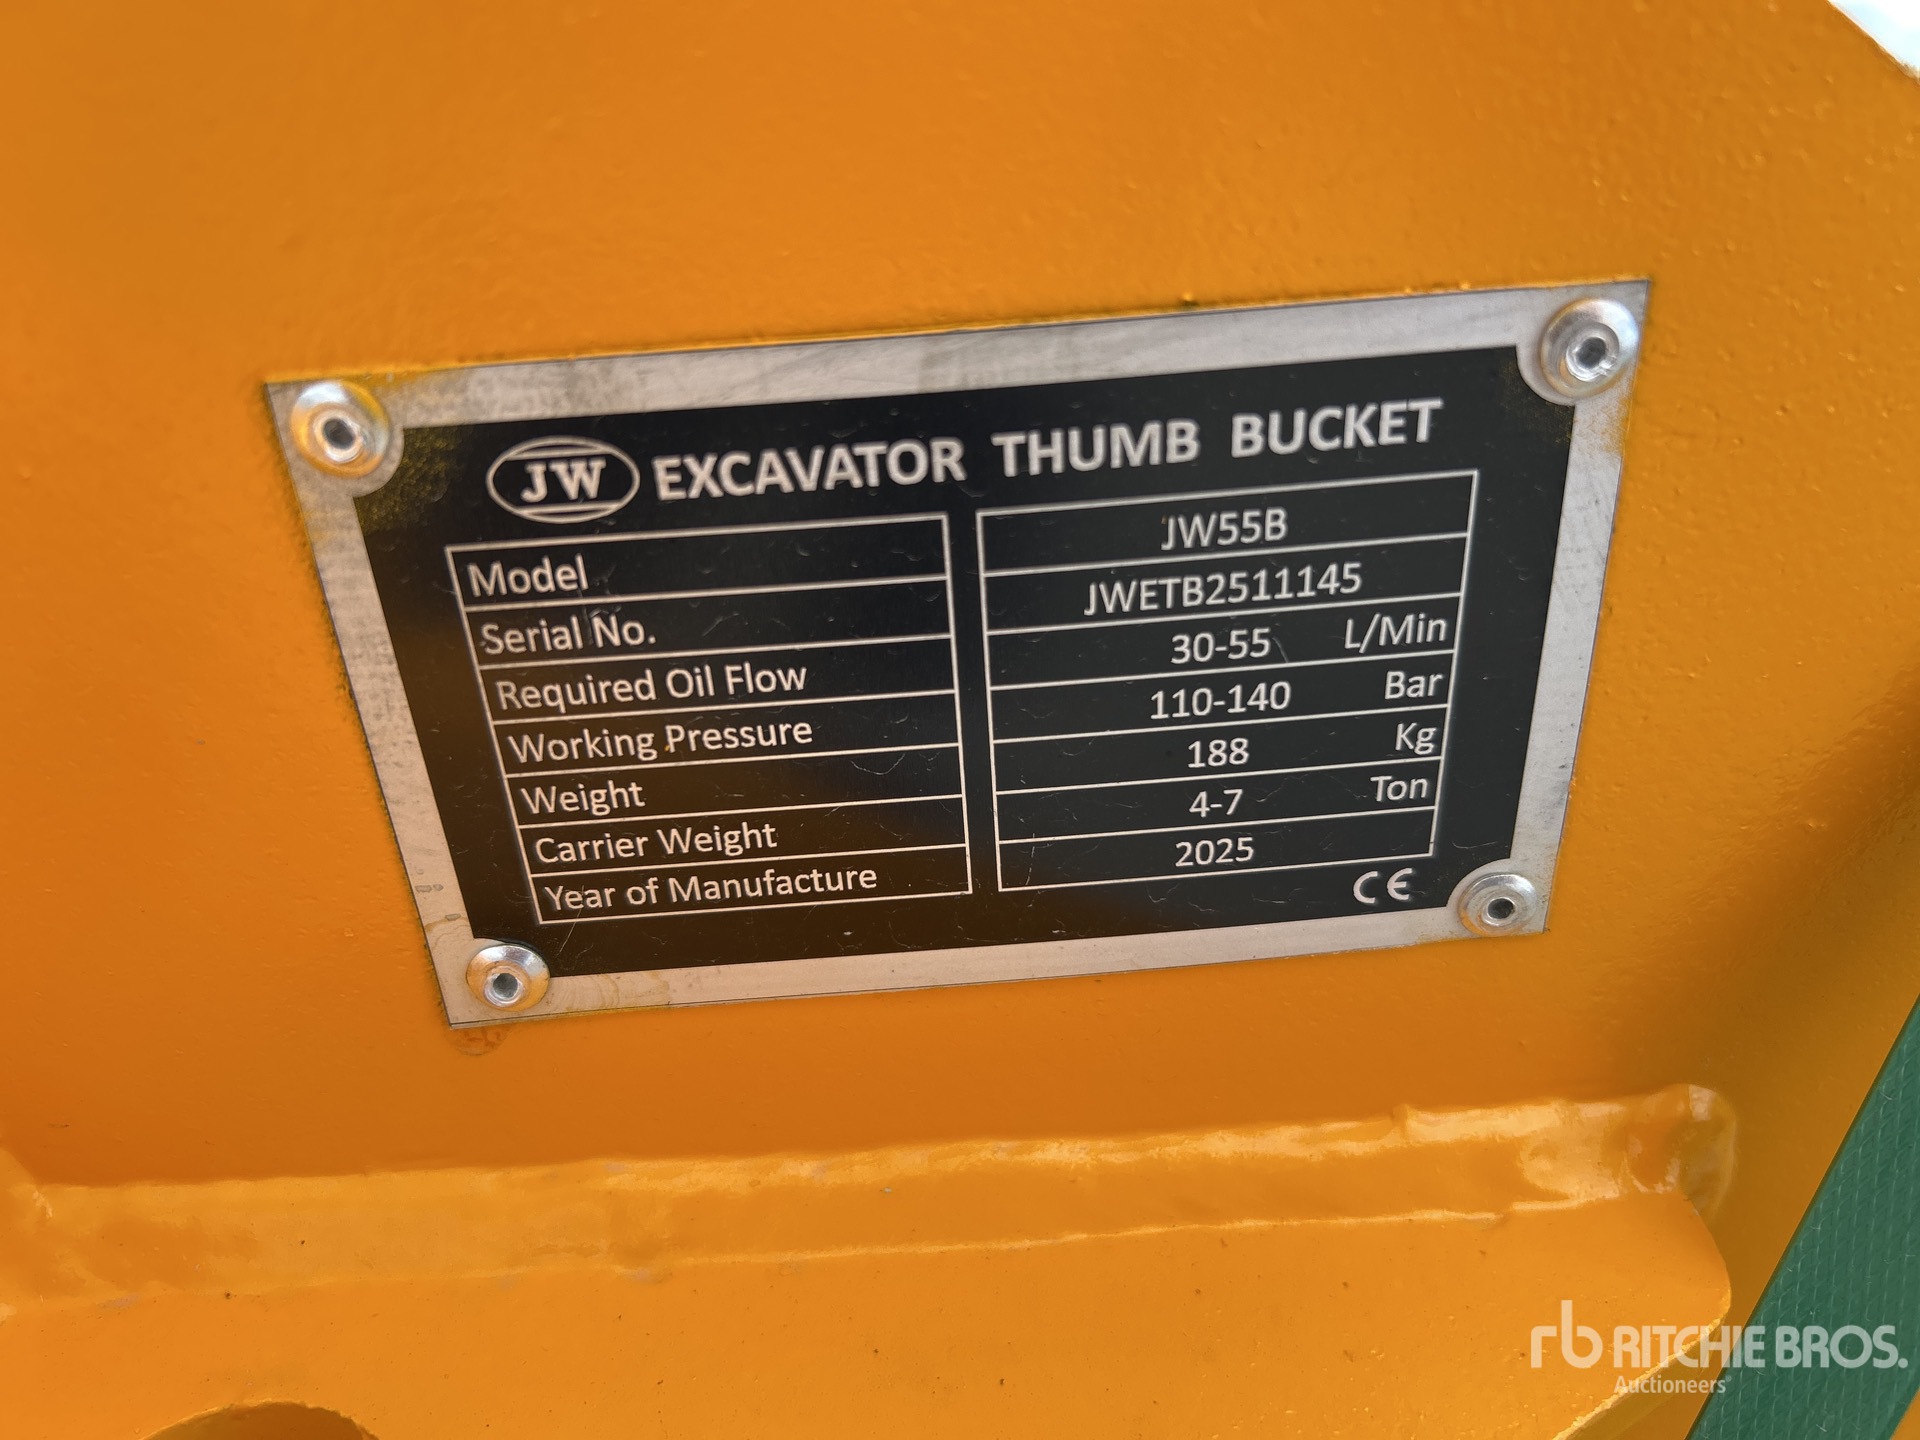 JW EXCAVATOR THUMB BUCKET
Model JW55B
Serial No. JWETB2511145
Required Oil Flow 30-55 L/Min
Working Pressure 110-140 Bar
Weight 188 Kg
Carrier Weight 4-7 Ton
Year of Manufacture 2025
CE
rb RITCHIE BROS.
Auctioneers